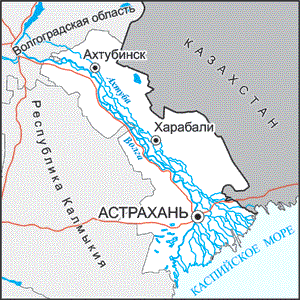 Волгоградская область
Ахтубинск
КАЗАХСТАН
Ахтуба
Харабали
Волга
Республика Калмыкия
АСТРАХАНЬ
КАСПИЙСКОЕ МОРЕ